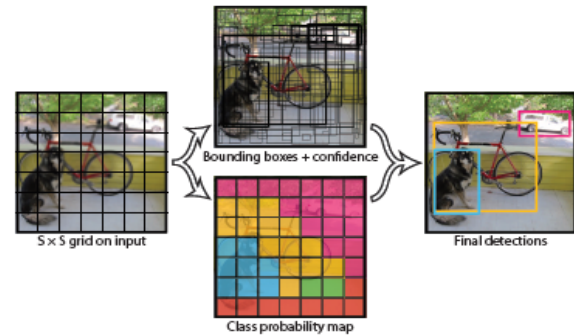 Bounding boxes + confidence
S × S grid on input
Final detections
Class probability map